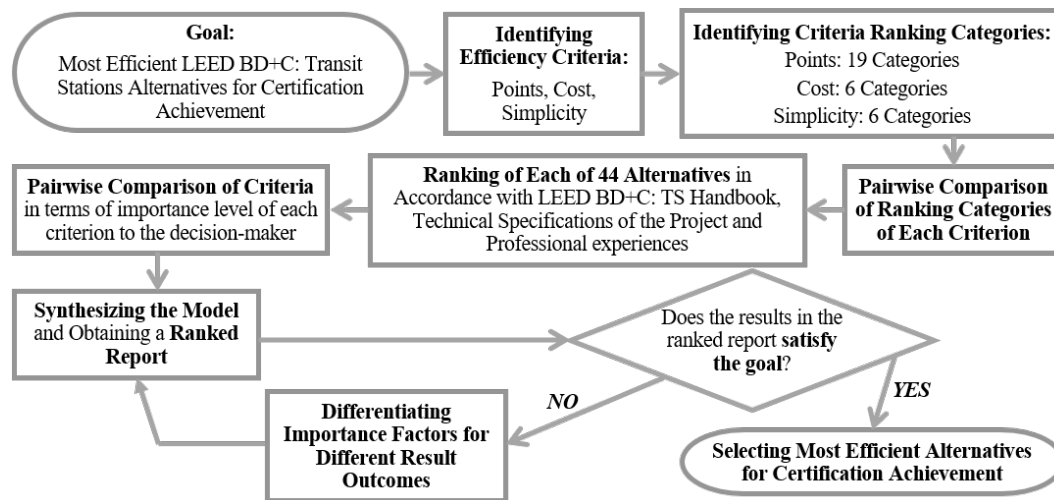 Goal:
Most Efficient LEED BD+C: Transit
Stations Alternatives for Certification
Achievement
Identifying
Efficiency Criteria:
Points, Cost,
Simplicity
Identifying Criteria Ranking Categories:
Points: 19 Categories
Cost: 6 Categories
Simplicity: 6 Categories
Pairwise Comparison
of Ranking Categories
of Each Criterion
Ranking of Each of 44 Alternatives in
Accordance with LEED BD+C: TS Handbook,
Technical Specifications of the Project and
Professional experiences
Pairwise Comparison of Criteria
in terms of importance level of each
criterion to the decision-maker
Synthesizing the Model
and Obtaining a Ranked
Report
Does the results in the
ranked report satisfy
the goal?
NO
Differentiating
Importance Factors for
Different Result
Outcomes
YES
Selecting Most Efficient Alternatives
for Certification Achievement